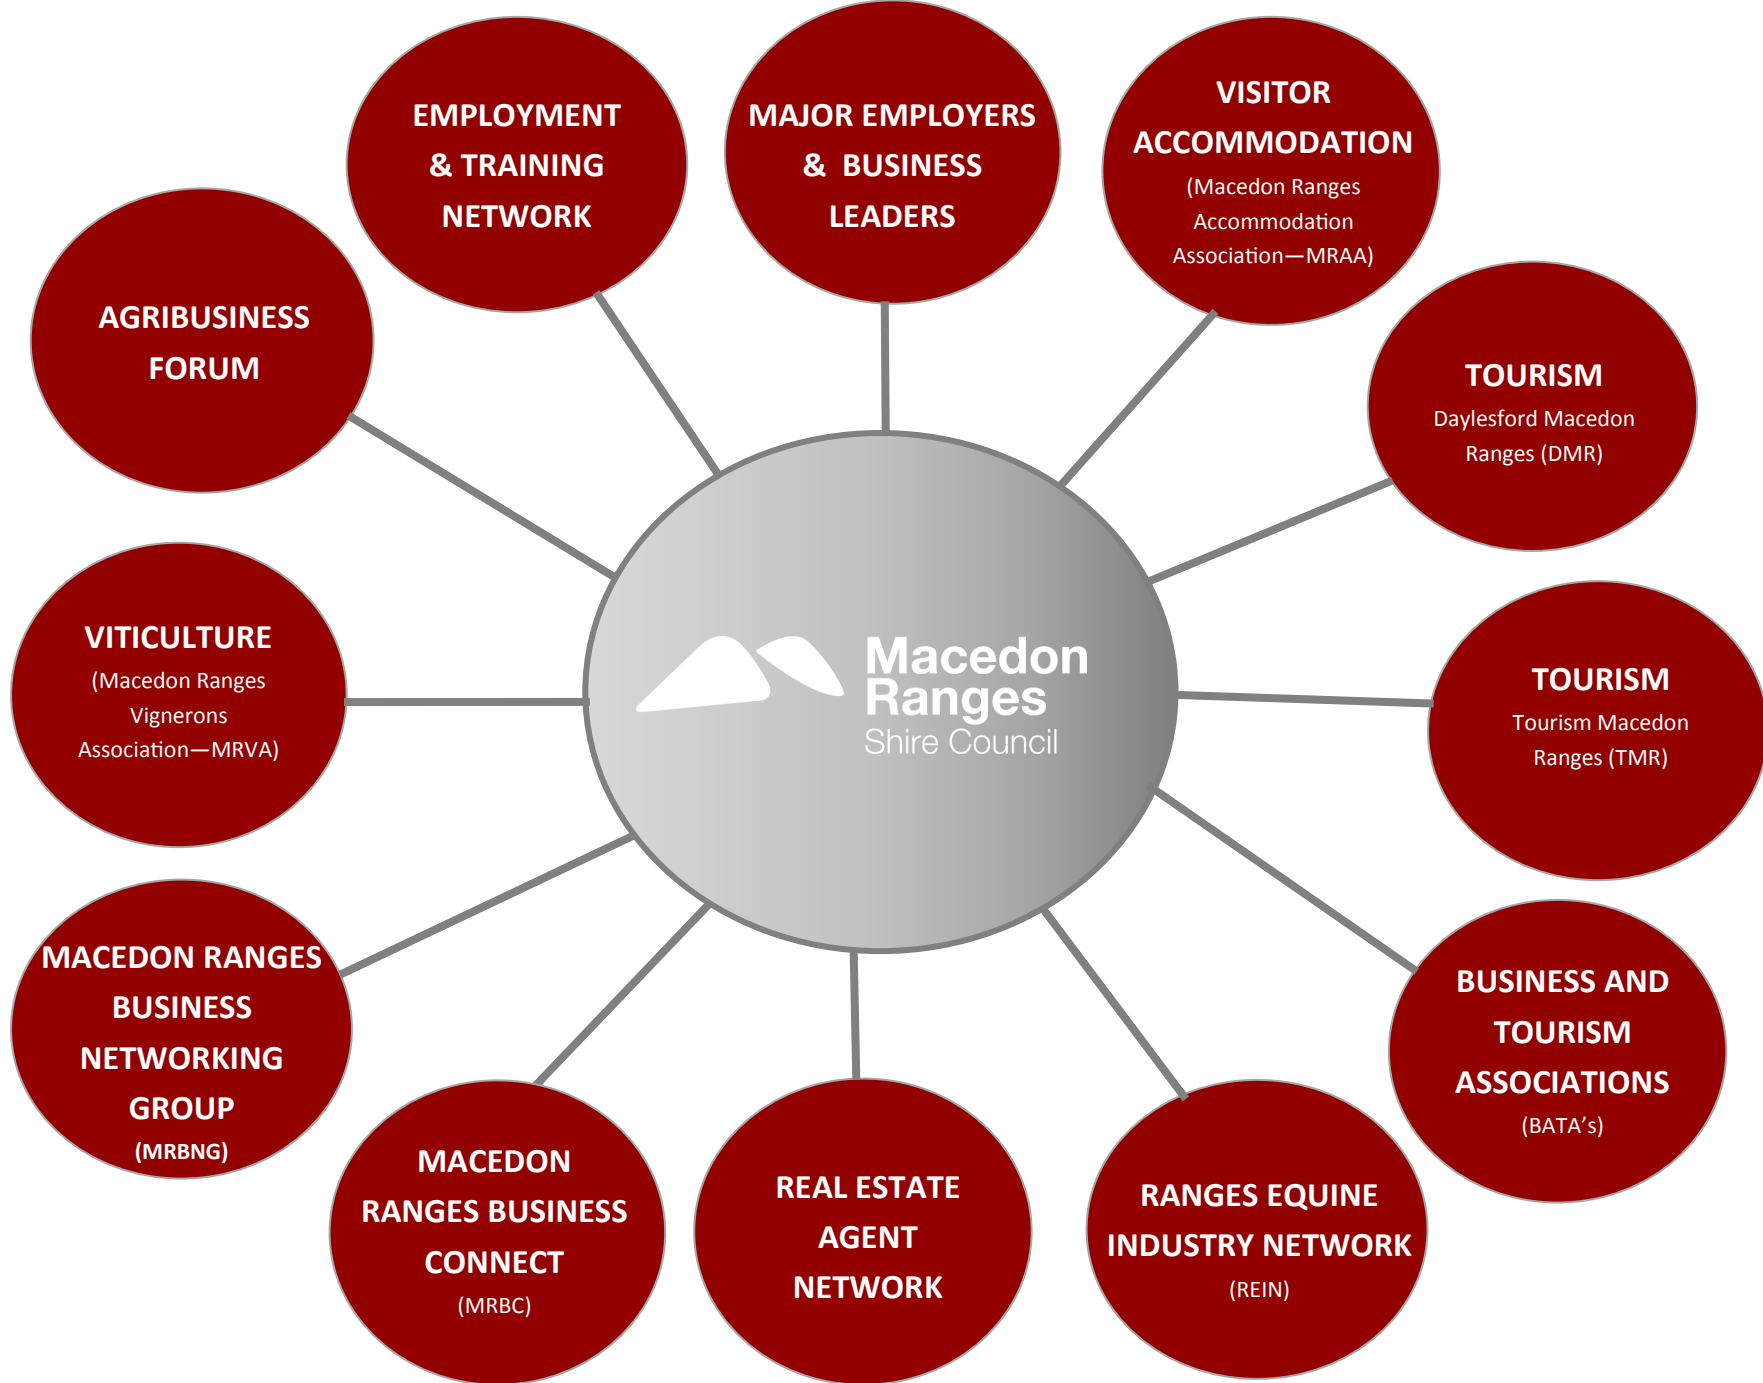 EMPLOYMENT
& TRAINING
NETWORK
MAJOR EMPLOYERS
& BUSINESS
LEADERS
VISITOR
ACCOMMODATION
(Macedon Ranges
Accommodation
Association—MRAA)
AGRIBUSINESS
FORUM
TOURISM
Daylesford Macedon
Ranges (DMR)
VITICULTURE
(Macedon Ranges
Vignerons
Association—MRVA)
Macedon
Ranges
Shire Council
TOURISM
Tourism Macedon
Ranges (TMR)
MACEDON RANGES
BUSINESS
NETWORKING
GROUP
(MRBNG)
BUSINESS AND
TOURISM
ASSOCIATIONS
(BATA's)
MACEDON
RANGES BUSINESS
CONNECT
(MRBC)
REAL ESTATE
AGENT
NETWORK
RANGES EQUINE
INDUSTRY NETWORK
(REIN)